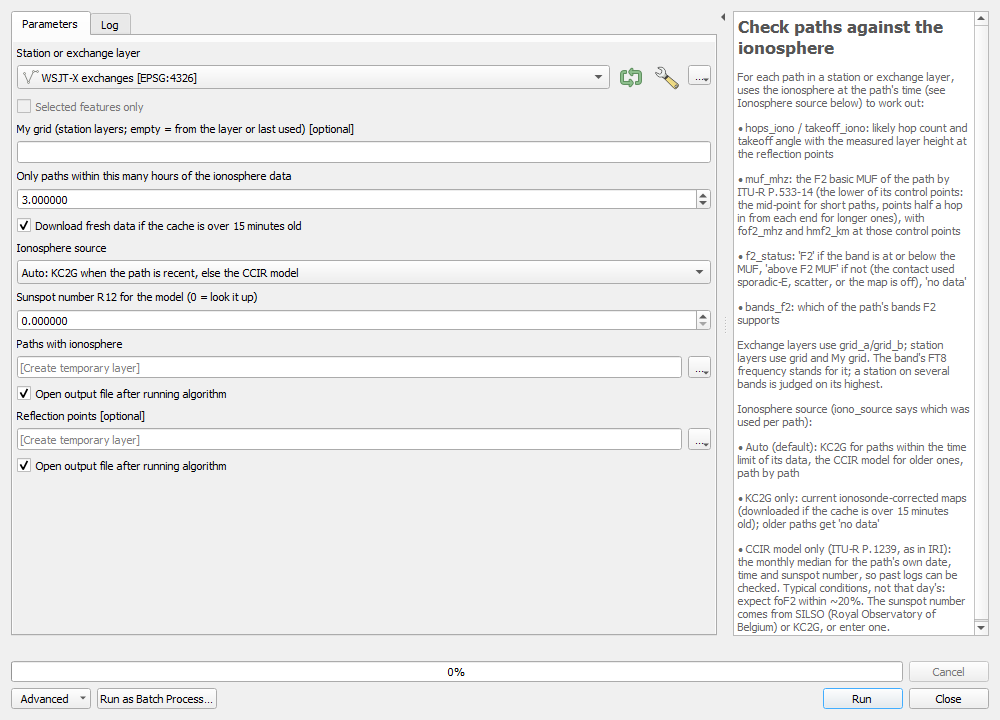 Parameters
Log
Station or exchange layer
WSJT-X exchanges [EPSG:4326]
...
Selected features only
My grid (station layers; empty = from the layer or last used) [optional]
Only paths within this many hours of the ionosphere data
3.000000
Download fresh data if the cache is over 15 minutes old
Ionosphere source
Auto: KC2G when the path is recent, else the CCIR model
Sunspot number R12 for the model (0 = look it up)
0.000000
Paths with ionosphere
[Create temporary layer]
...
Open output file after running algorithm
Reflection points [optional]
[Create temporary layer]
...
Open output file after running algorithm
Check paths against the
ionosphere
For each path in a station or exchange layer,
uses the ionosphere at the path's time (see
Ionosphere source below) to work out:
• hops_iono / takeoff_iono: likely hop count and
takeoff angle with the measured layer height at
the reflection points
• muf_mhz: the F2 basic MUF of the path by
ITU-R P.533-14 (the lower of its control points:
the mid-point for short paths, points half a hop
in from each end for longer ones), with
fof2_mhz and hmf2_km at those control points
• f2_status: 'F2' if the band is at or below the
MUF, 'above F2 MUF' if not (the contact used
sporadic-E, scatter, or the map is off), 'no data'
• bands_f2: which of the path's bands F2
supports
Exchange layers use grid_a/grid_b; station
layers use grid and My grid. The band's FT8
frequency stands for it; a station on several
bands is judged on its highest.
Ionosphere source (iono_source says which was
used per path):
• Auto (default): KC2G for paths within the time
limit of its data, the CCIR model for older ones,
path by path
• KC2G only: current ionosonde-corrected maps
(downloaded if the cache is over 15 minutes
old); older paths get 'no data'
• CCIR model only (ITU-R P.1239, as in IRI):
the monthly median for the path's own date,
time and sunspot number, so past logs can be
checked. Typical conditions, not that day's:
expect foF2 within ~20%. The sunspot number
comes from SILSO (Royal Observatory of
Belgium) or KC2G, or enter one.
0%
Cancel
Advanced
Run as Batch Process...
Run
Close